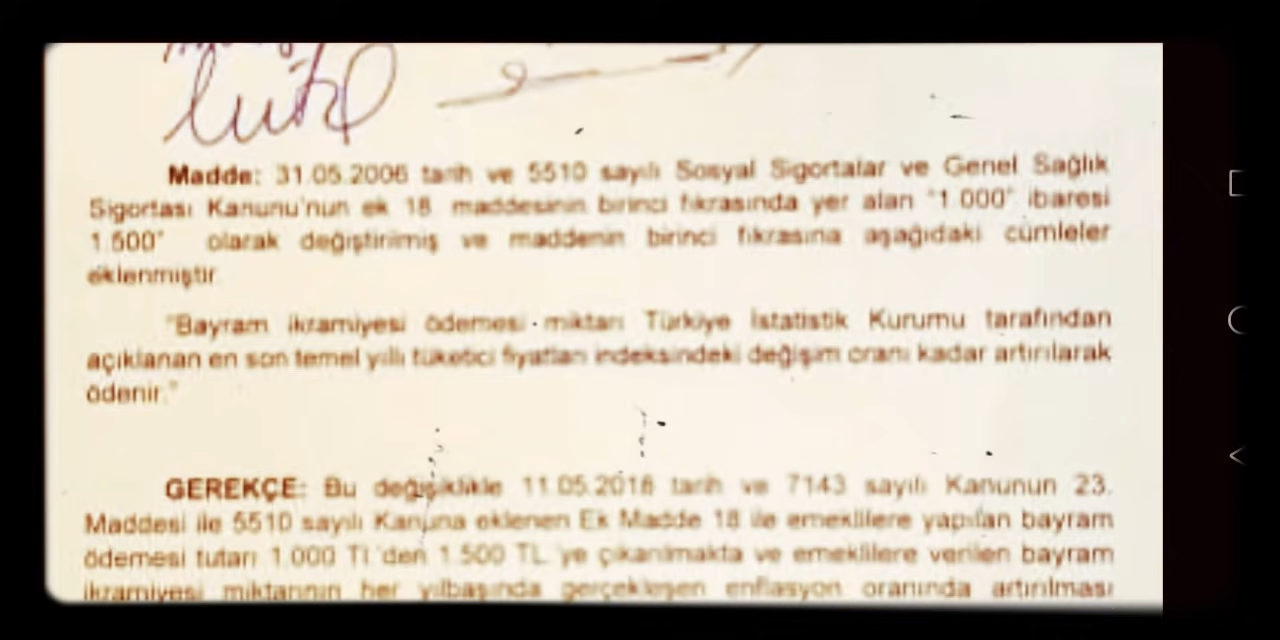 Madde: 31.05.2006 tarih ve 5510 sayılı Sosyal Sigortalar ve Genel Sağlık
Sigortası Kanunu'nun ek 18. maddesinin birinci fıkrasında yer alan "1.000" ibaresi
1.500" olarak değiştirilmiş ve maddenin birinci fıkrasına aşağıdaki cümleler
eklenmiştir.
"Bayram ikramiyesi ödemesi miktarı Türkiye İstatistik Kurumu tarafından
açıklanan en son temel yıllı tüketici fiyatları indeksindeki değişim oranı kadar artırılarak
ödenir."
GEREKÇE: Bu değişiklikle 11.05.2018 tarih ve 7143 sayılı Kanunun 23.
Maddesi ile 5510 sayılı Kanuna eklenen Ek Madde 18 ile emeklilere yapılan bayram
ödemesi tutarı 1.000 TL'den 1.500 TL'ye çıkarılmakta ve emeklilere verilen bayram
ikramiyesi miktarının her yılbaşında gerçekleşen enflasyon oranında artırılması